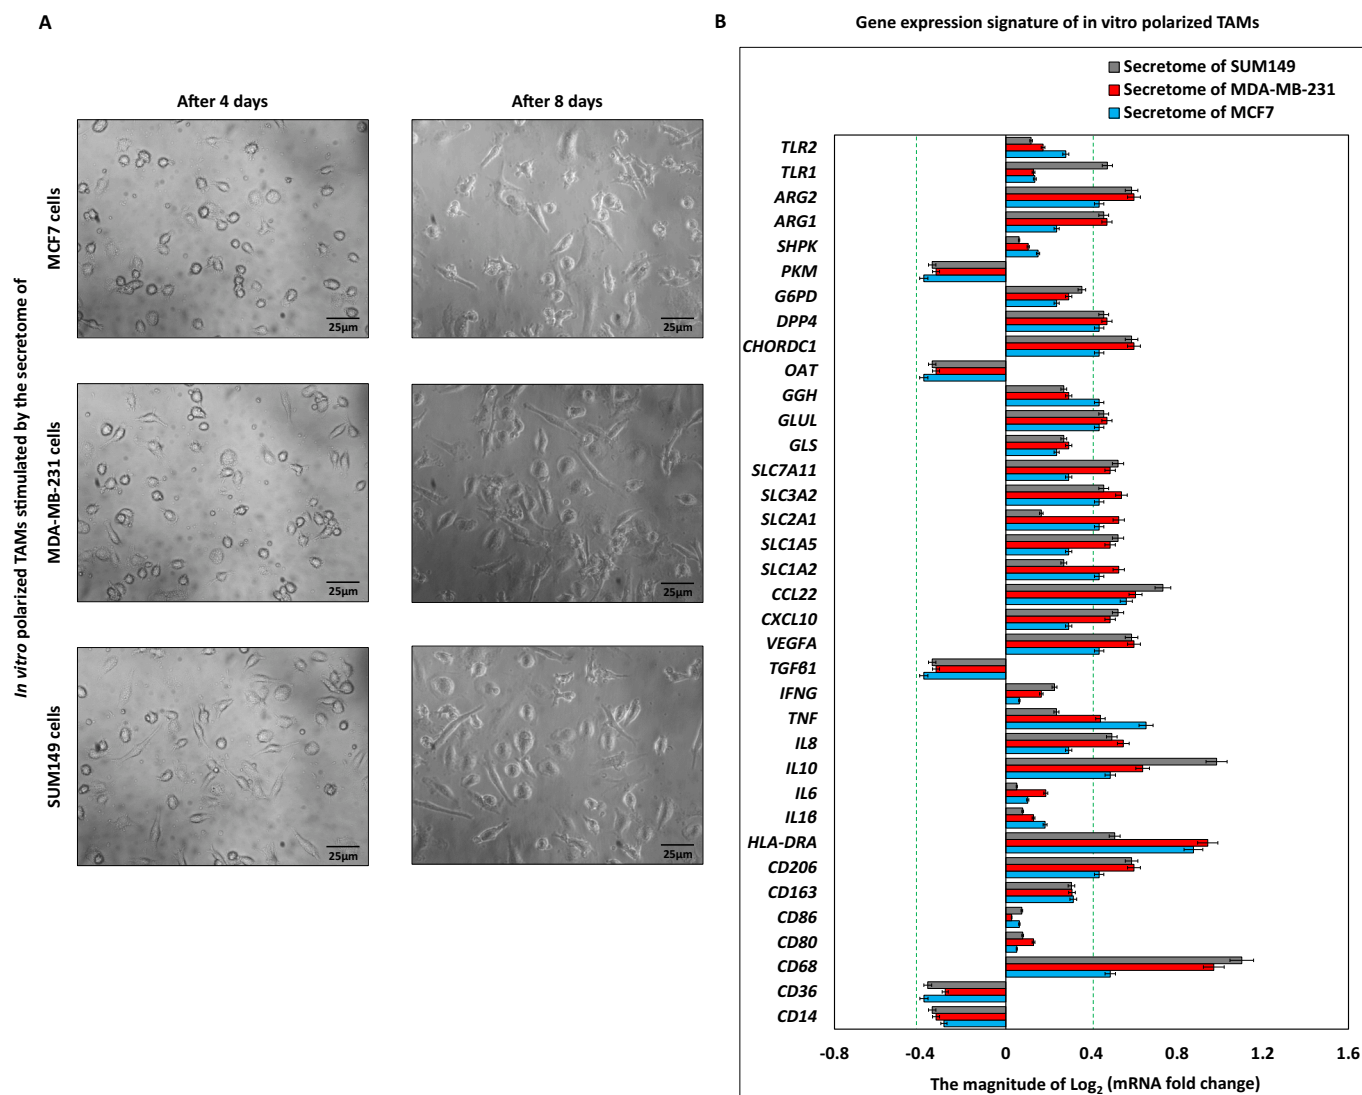 A
After 4 days
After 8 days
In vitro polarized TAMs stimulated by the secretome of
MCF7 cells
25µm
25µm
MDA-MB-231 cells
25µm
25µm
SUM149 cells
25µm
25µm
B
Gene expression signature of in vitro polarized TAMs
Secretome of SUM149
Secretome of MDA-MB-231
Secretome of MCF7
TLR2
TLR1
ARG2
ARG1
SHPK
PKM
G6PD
DPP4
CHORDC1
OAT
GGH
GLUL
GLS
SLC7A11
SLC3A2
SLC2A1
SLC1A5
SLC1A2
CCL22
CXCL10
VEGFA
TGFβ1
IFNG
TNF
IL8
IL10
IL6
IL1β
HLA-DRA
CD206
CD163
CD86
CD80
CD68
CD36
CD14
-0.8 -0.4 0 0.4 0.8 1.2 1.6
The magnitude of Log2 (mRNA fold change)